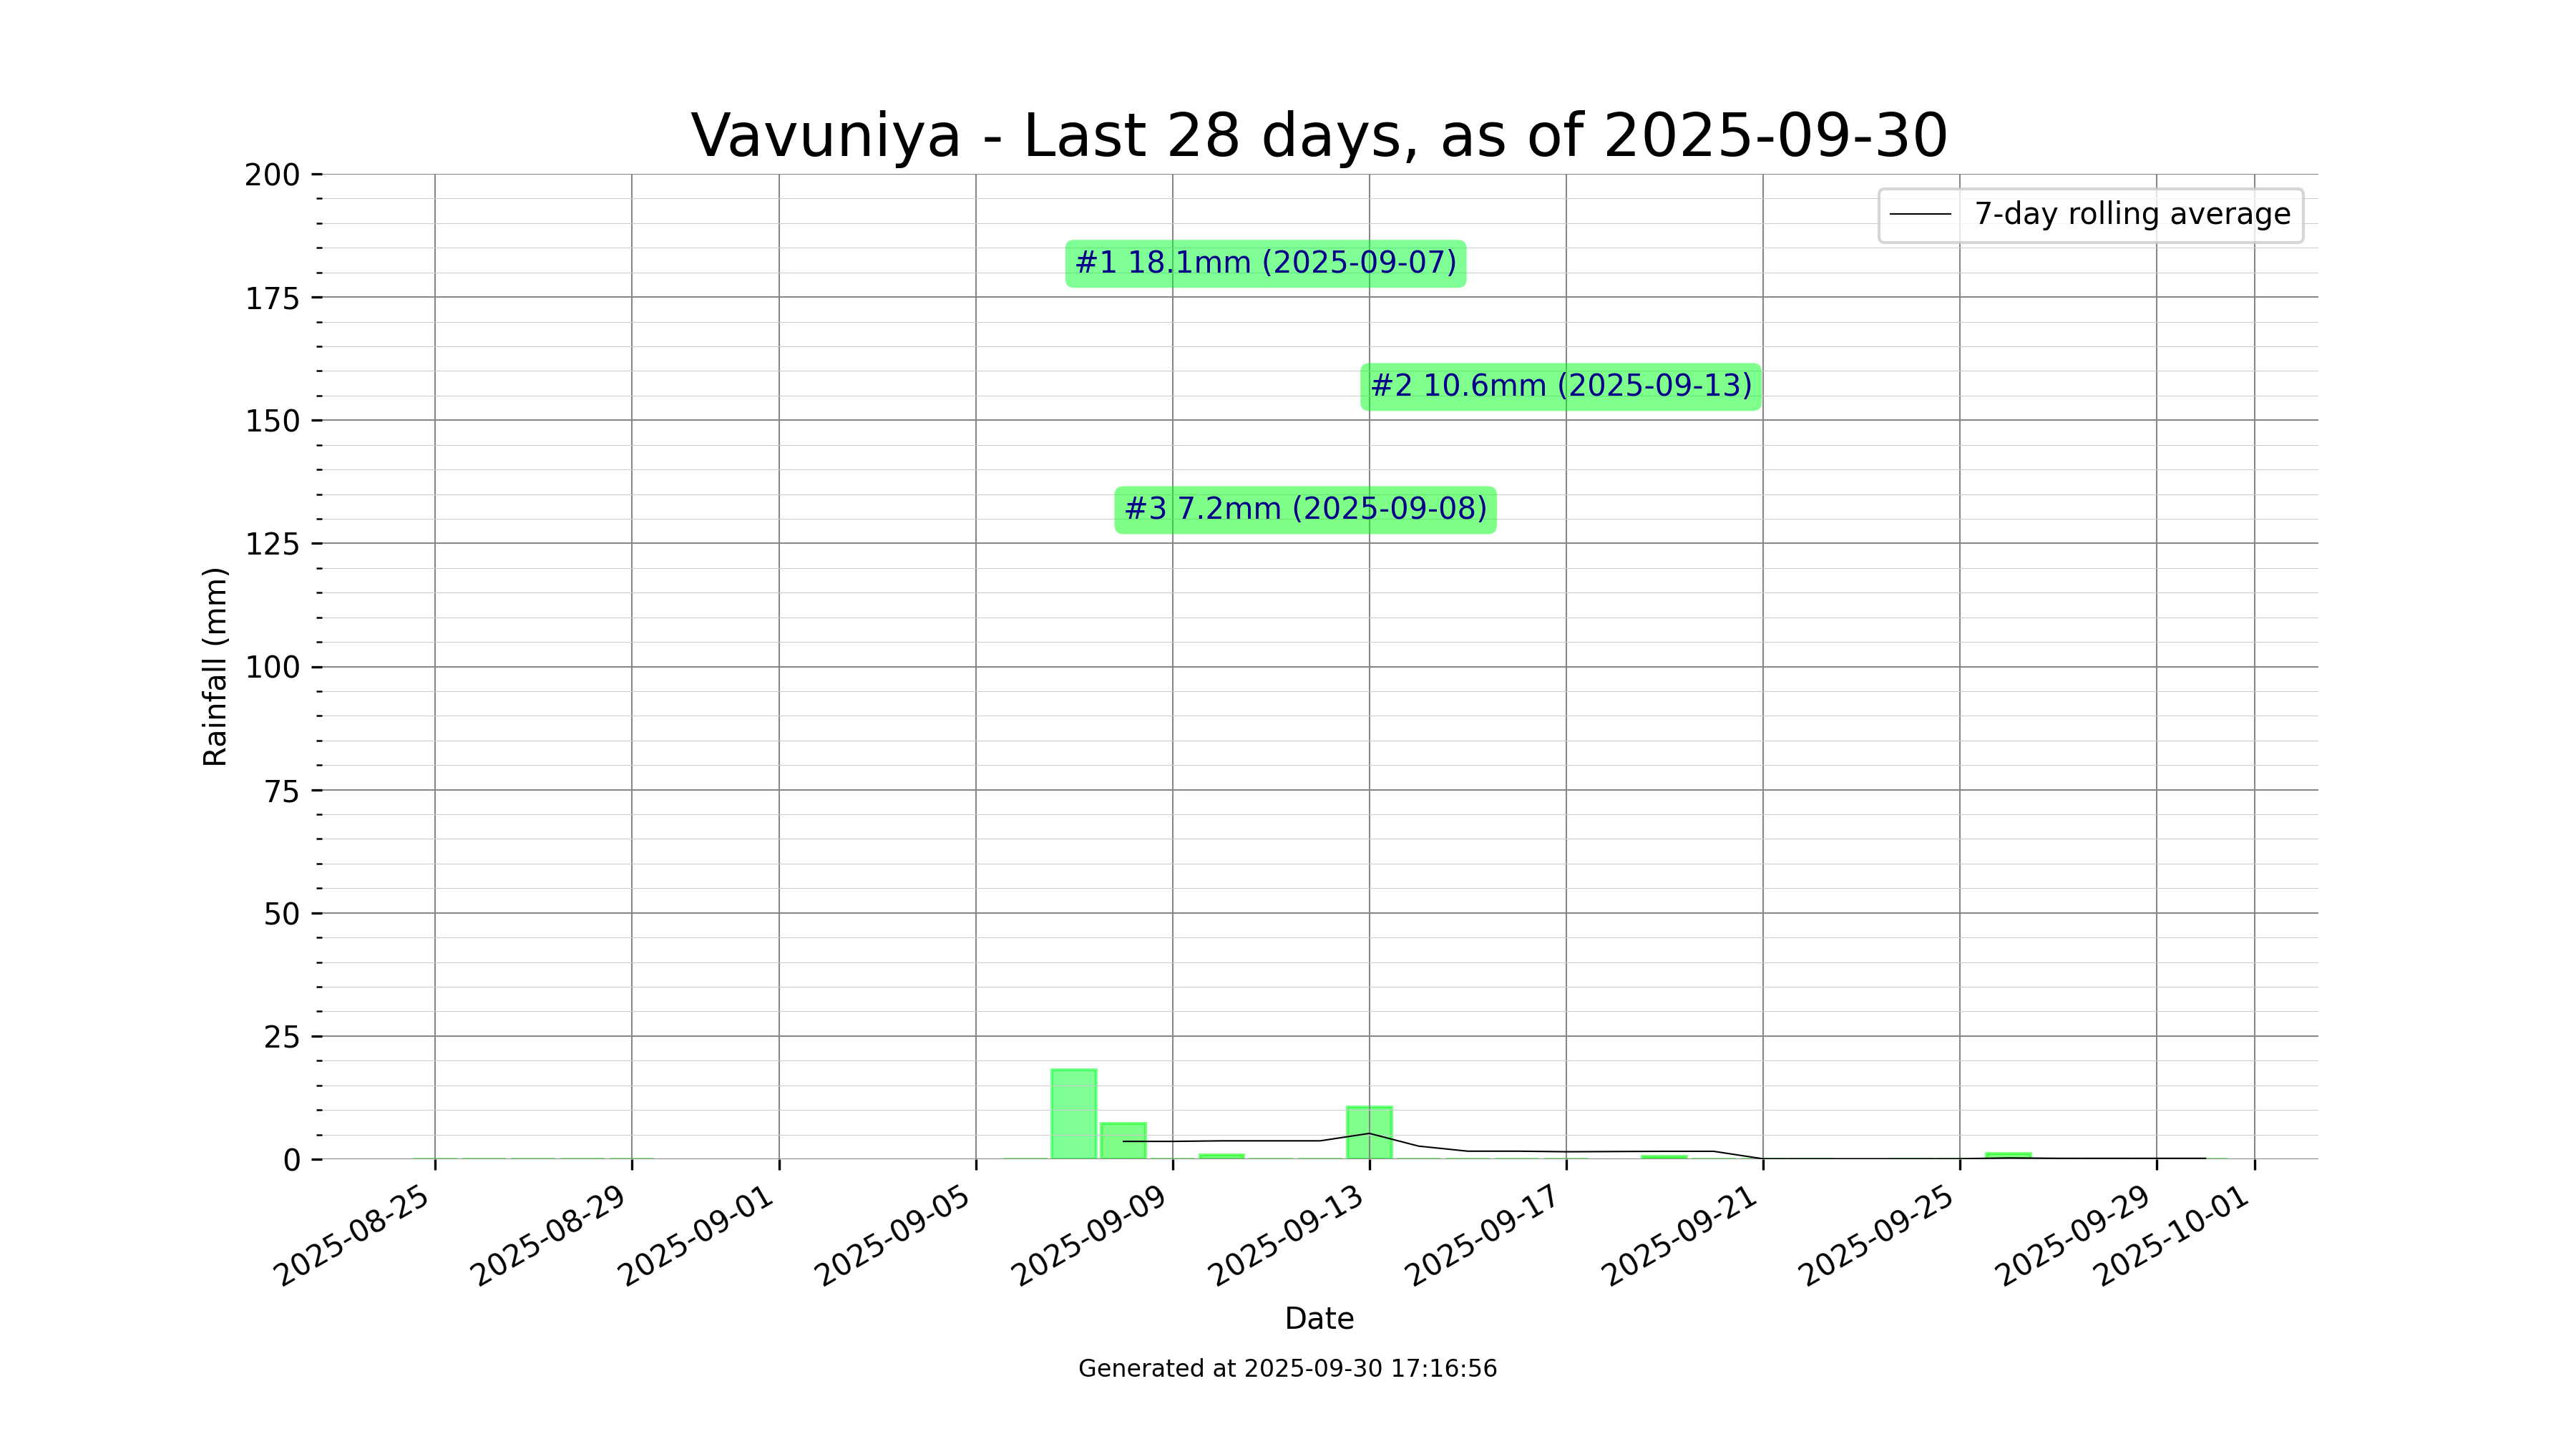 Vavuniya - Last 28 days, as of 2025-09-30
7-day rolling average
#1 18.1mm (2025-09-07)
#2 10.6mm (2025-09-13)
#3 7.2mm (2025-09-08)
Rainfall (mm)
200
175
150
125
100
75
50
25
0
2025-08-25
2025-08-29
2025-09-01
2025-09-05
2025-09-09
2025-09-13
2025-09-17
2025-09-21
2025-09-25
2025-09-29
2025-10-01
Date
Generated at 2025-09-30 17:16:56